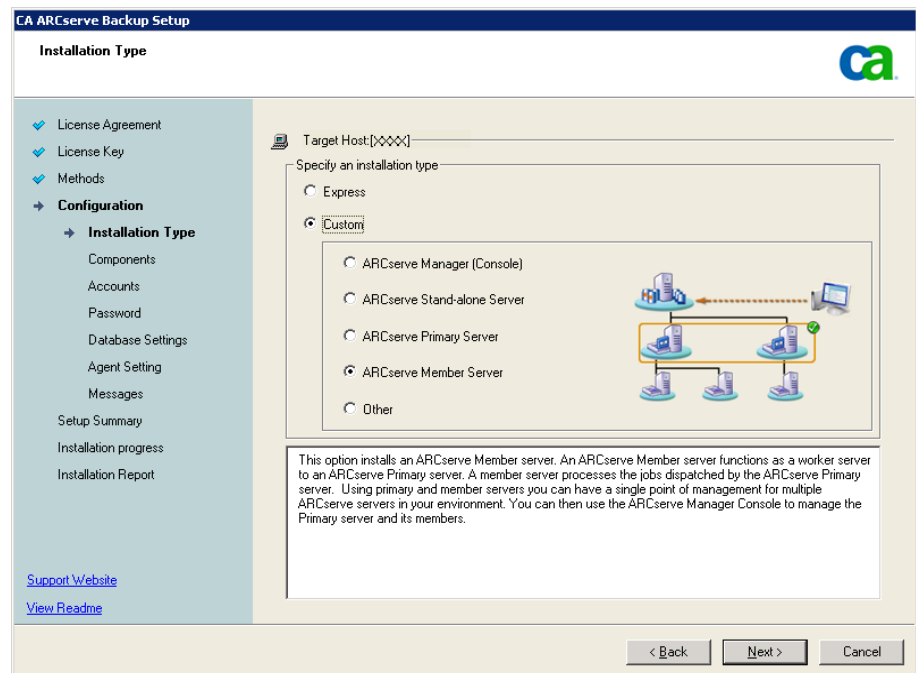 CA ARCserve Backup Setup
Installation Type
ca
License Agreement
License Key
Methods
Configuration
Installation Type
Components
Accounts
Password
Database Settings
Agent Setting
Messages
Setup Summary
Installation progress
Installation Report
Support Website
View Readme
Target Host:[XXXX]
Specify an installation type
Express
Custom
ARCserve Manager (Console)
ARCserve Stand-alone Server
ARCserve Primary Server
ARCserve Member Server
Other
This option installs an ARCserve Member server. An ARCserve Member server functions as a worker server
to an ARCserve Primary server. A member server processes the jobs dispatched by the ARCserve Primary
server. Using primary and member servers you can have a single point of management for multiple
ARCserve servers in your environment. You can then use the ARCserve Manager Console to manage the
Primary server and its members.
< Back
Next >
Cancel